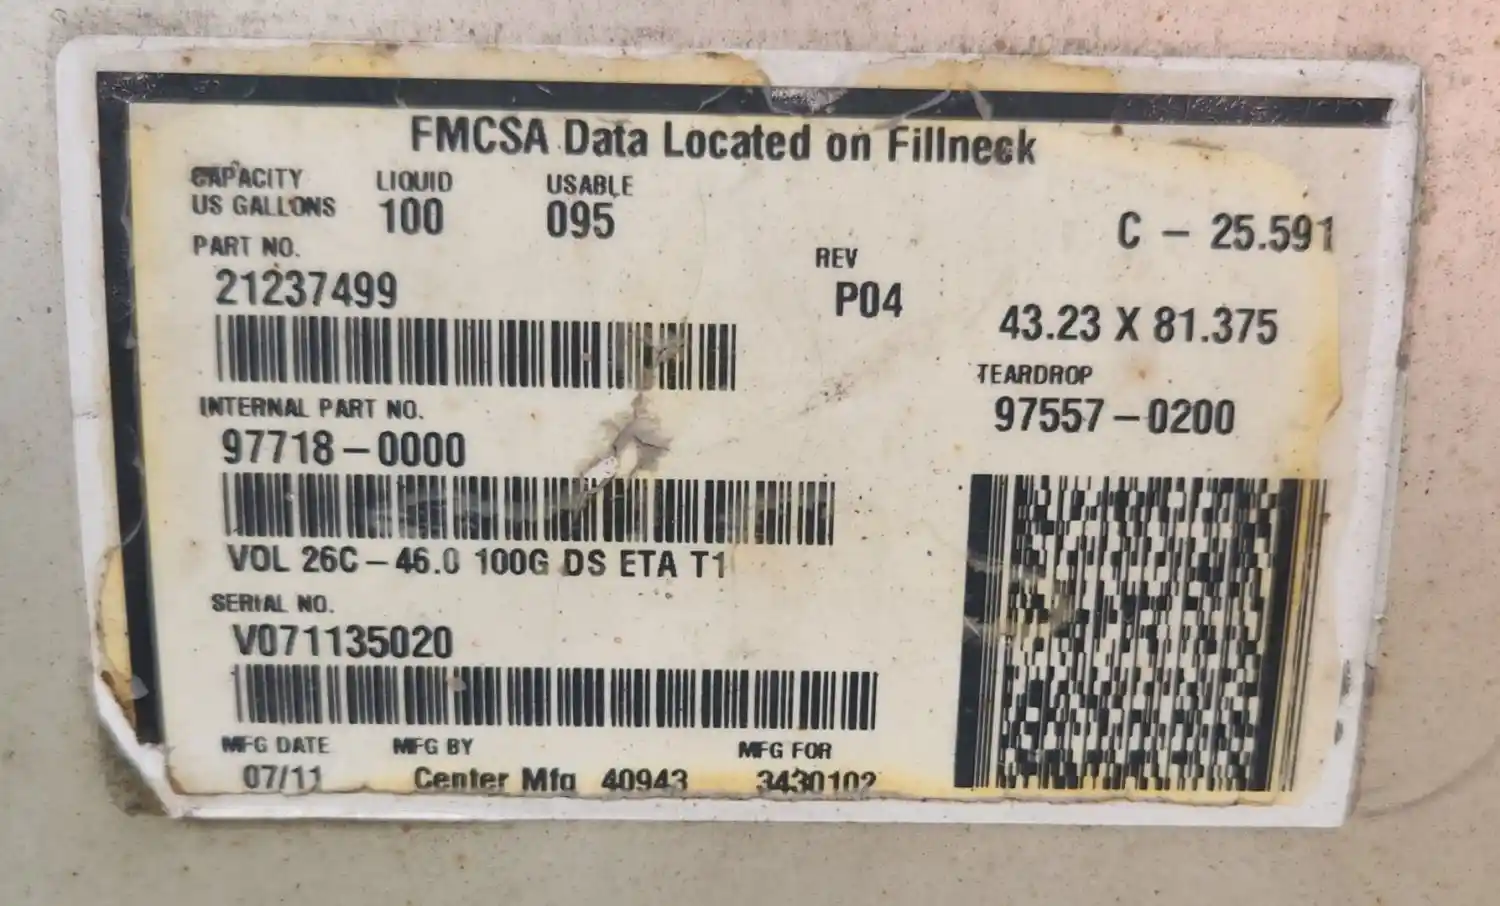 FMCSA Data Located on Fillneck
CAPACITY LIQUID USABLE
US GALLONS 100 095
C – 25.591
PART NO.
REV
21237499
P04
43.23 X 81.375
TEARDROP
INTERNAL PART NO.
97557–0200
97718–0000
VOL 26C–46.0 100G DS ETA T1
SERIAL NO.
V071135020
MFG DATE MFG BY MFG FOR
07/11 Center Mfg 40943 3430102